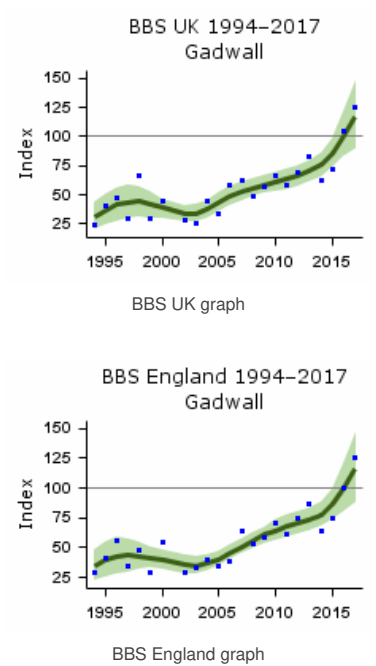 BBS UK 1994–2017
Gadwall
150
125
100
75
50
25
Index
1995 2000 2005 2010 2015
BBS UK graph
BBS England 1994–2017
Gadwall
150
125
100
75
50
25
Index
1995 2000 2005 2010 2015
BBS England graph